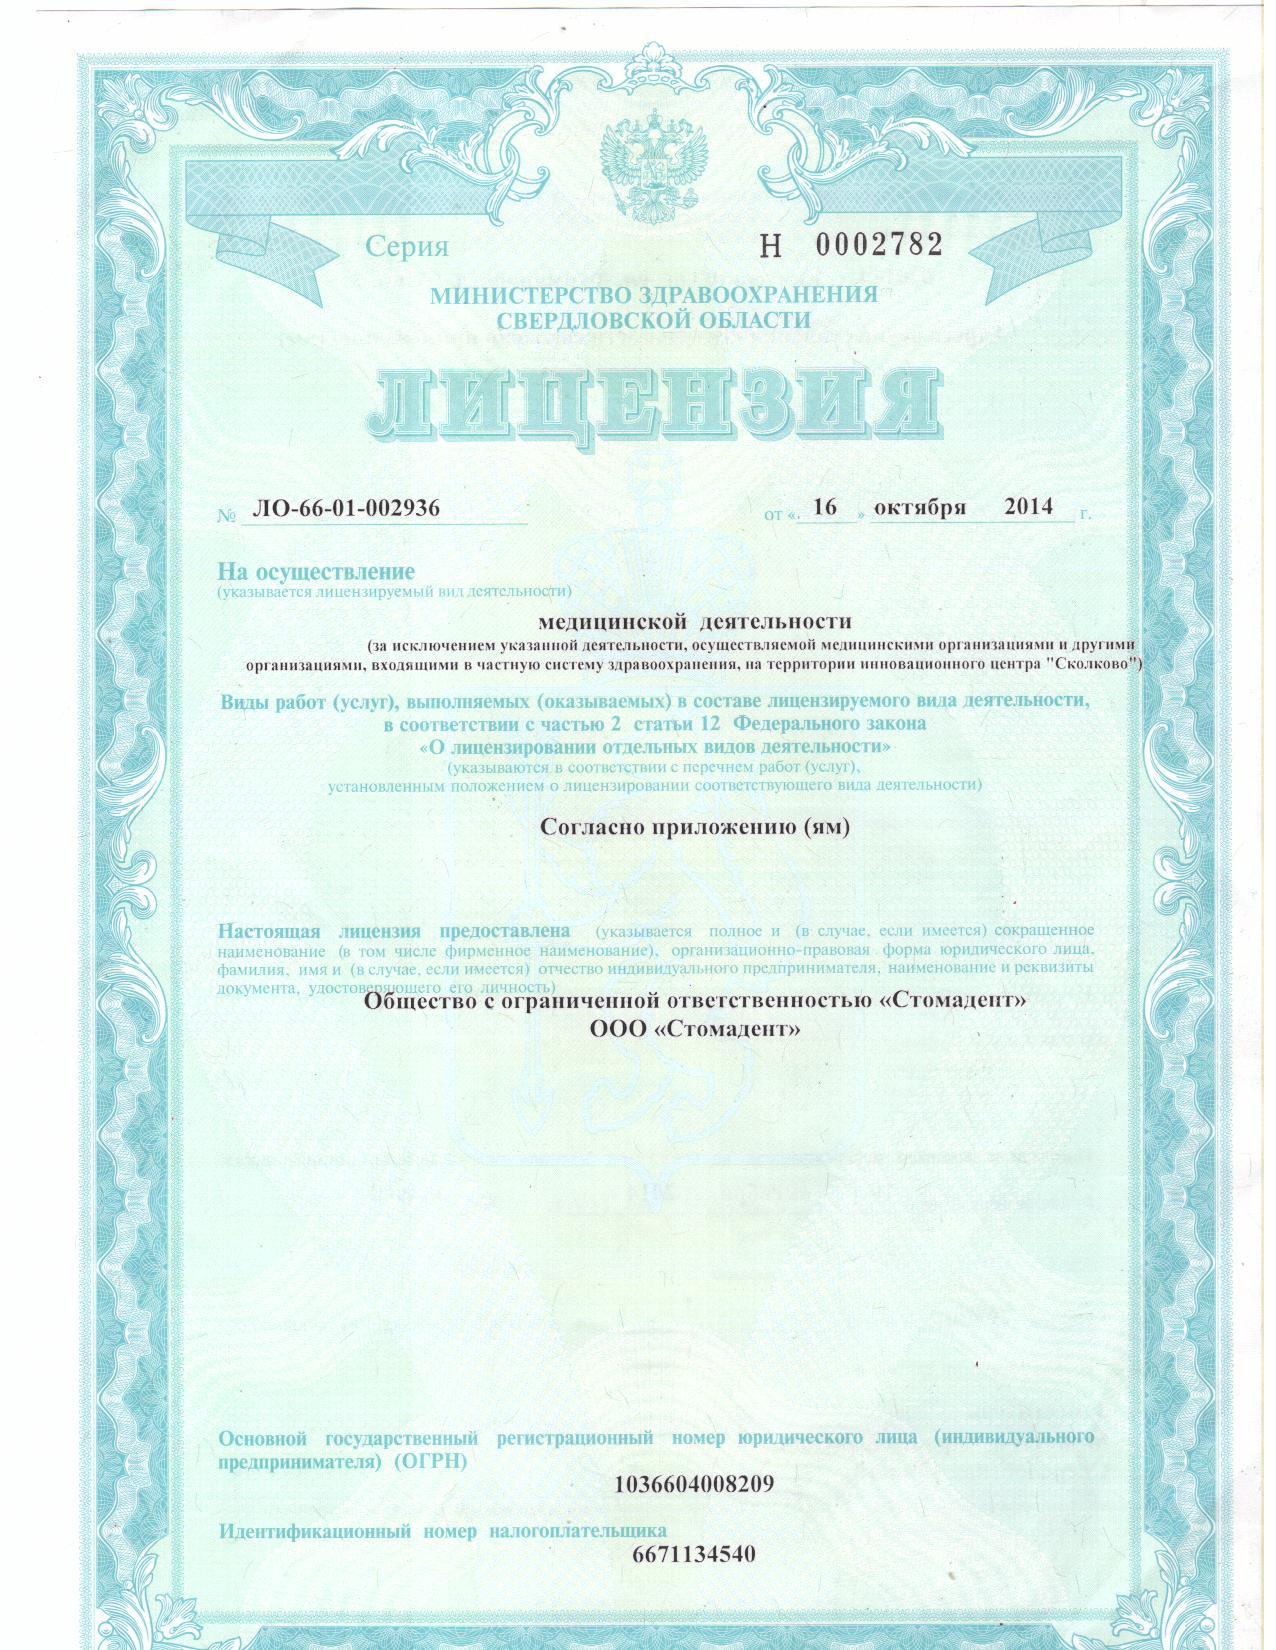 Серия Н 0002782
МИНИСТЕРСТВО ЗДРАВООХРАНЕНИЯ
СВЕРДЛОВСКОЙ ОБЛАСТИ
ЛИЦЕНЗИЯ
№ ЛО-66-01-002936 от « 16 » октября 2014 г.
На осуществление
(указывается лицензируемый вид деятельности)
медицинской деятельности
(за исключением указанной деятельности, осуществляемой медицинскими организациями и другими
организациями, входящими в частную систему здравоохранения, на территории инновационного центра "Сколково")
Виды работ (услуг), выполняемых (оказываемых) в составе лицензируемого вида деятельности,
в соответствии с частью 2 статьи 12 Федерального закона
«О лицензировании отдельных видов деятельности»
(указываются в соответствии с перечнем работ (услуг),
установленным положением о лицензировании соответствующего вида деятельности)
Согласно приложению (ям)
Настоящая лицензия предоставлена (указывается полное и (в случае, если имеется) сокращенное
наименование (в том числе фирменное наименование), организационно-правовая форма юридического лица,
фамилия, имя и (в случае, если имеется) отчество индивидуального предпринимателя, наименование и реквизиты
документа, удостоверяющего его личность)
Общество с ограниченной ответственностью «Стомадент»
ООО «Стомадент»
Основной государственный регистрационный номер юридического лица (индивидуального
предпринимателя) (ОГРН)
1036604008209
Идентификационный номер налогоплательщика
6671134540